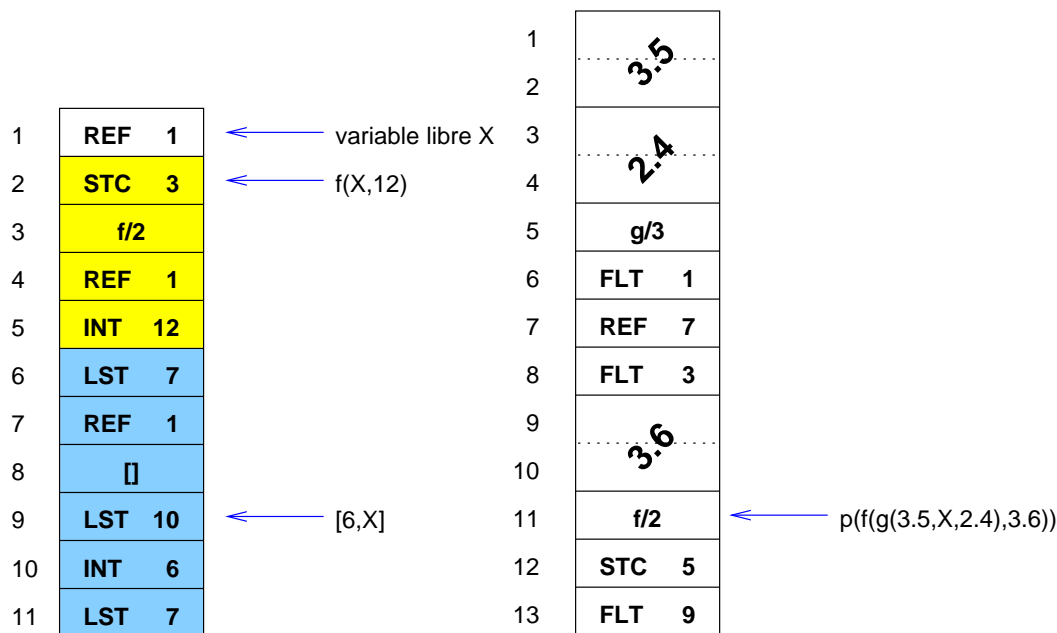 1 REF 1 variable libre X
2 STC 3 f(X,12)
3 f/2
4 REF 1
5 INT 12
6 LST 7
7 REF 1
8 []
9 LST 10 [6,X]
10 INT 6
11 LST 7
1 3.5
2
3 2.4
4
5 g/3
6 FLT 1
7 REF 7
8 FLT 3
9 3.6
10
11 f/2 p(f(g(3.5,X,2.4),3.6))
12 STC 5
13 FLT 9